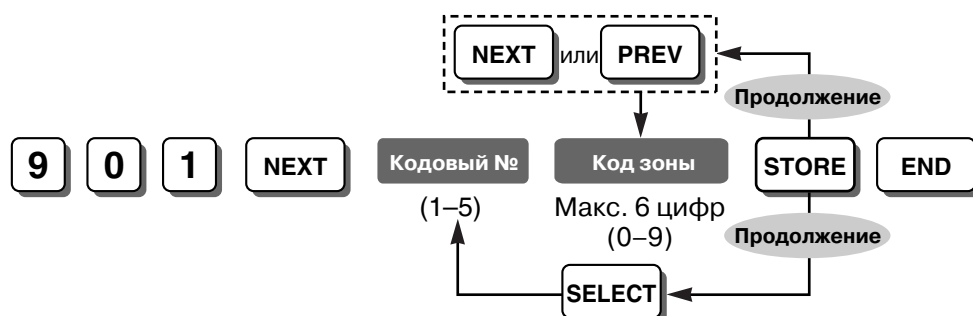 NEXT или PREV
Продолжение
9 0 1 NEXT Кодовый № Код зоны STORE END
(1–5) Макс. 6 цифр
(0–9)
Продолжение
SELECT